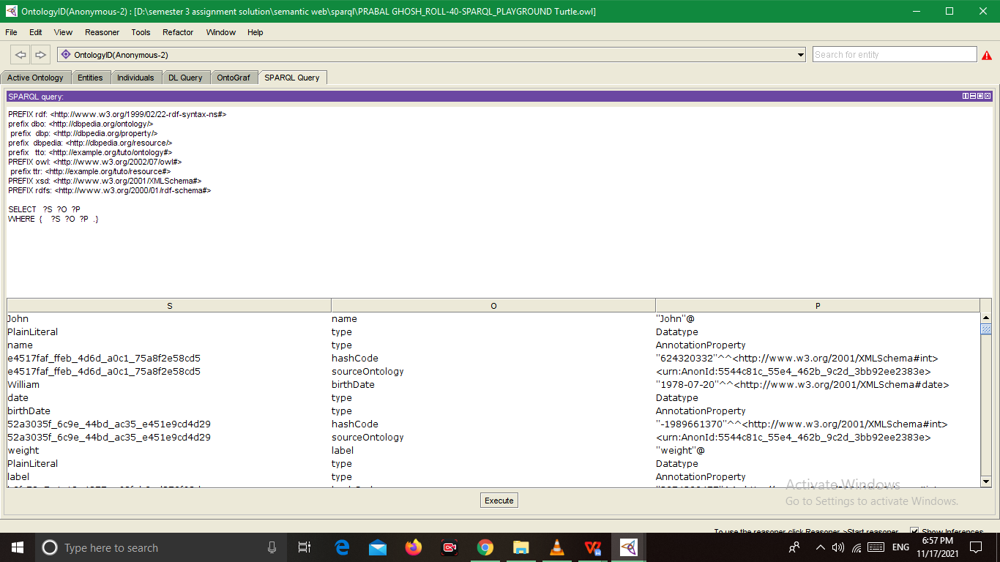 OntologyID(Anonymous-2) : [D:\semester 3 assignment solution\semantic web\sparql\PRABAL GHOSH_ROLL-40-SPARQL_PLAYGROUND Turtle.owl]
File Edit View Reasoner Tools Refactor Window Help
OntologyID(Anonymous-2) Search for entity
Active Ontology Entities Individuals DL Query OntoGraf SPARQL Query
SPARQL query:
PREFIX rdf: <http://www.w3.org/1999/02/22-rdf-syntax-ns#>
prefix dbo: <http://dbpedia.org/ontology/>
prefix dbp: <http://dbpedia.org/property/>
prefix dbpedia: <http://dbpedia.org/resource/>
prefix tto: <http://example.org/tuto/ontology#>
PREFIX owl: <http://www.w3.org/2002/07/owl#>
prefix ttr: <http://example.org/tuto/resource#>
PREFIX xsd: <http://www.w3.org/2001/XMLSchema#>
PREFIX rdfs: <http://www.w3.org/2000/01/rdf-schema#>
SELECT ?S ?O ?P
WHERE { ?S ?O ?P .}
S O P
John name "John"@
PlainLiteral type Datatype
name type AnnotationProperty
e4517faf_ffeb_4d6d_a0c1_75a8f2e58cd5 hashCode "624320332"^^<http://www.w3.org/2001/XMLSchema#int>
e4517faf_ffeb_4d6d_a0c1_75a8f2e58cd5 sourceOntology <urn:AnonId:5544c81c_55e4_462b_9c2d_3bb92ee2383e>
William birthDate "1978-07-20"^^<http://www.w3.org/2001/XMLSchema#date>
date type Datatype
birthDate type AnnotationProperty
52a3035f_6c9e_44bd_ac35_e451e9cd4d29 hashCode "-1989661370"^^<http://www.w3.org/2001/XMLSchema#int>
52a3035f_6c9e_44bd_ac35_e451e9cd4d29 sourceOntology <urn:AnonId:5544c81c_55e4_462b_9c2d_3bb92ee2383e>
weight label "weight"@
PlainLiteral type Datatype
label type AnnotationProperty
Activate Windows
Go to Settings to activate Windows.
Execute
To use the reasoner click Reasoner->Start reasoner Show Inferences
Type here to search ENG 6:57 PM
11/17/2021